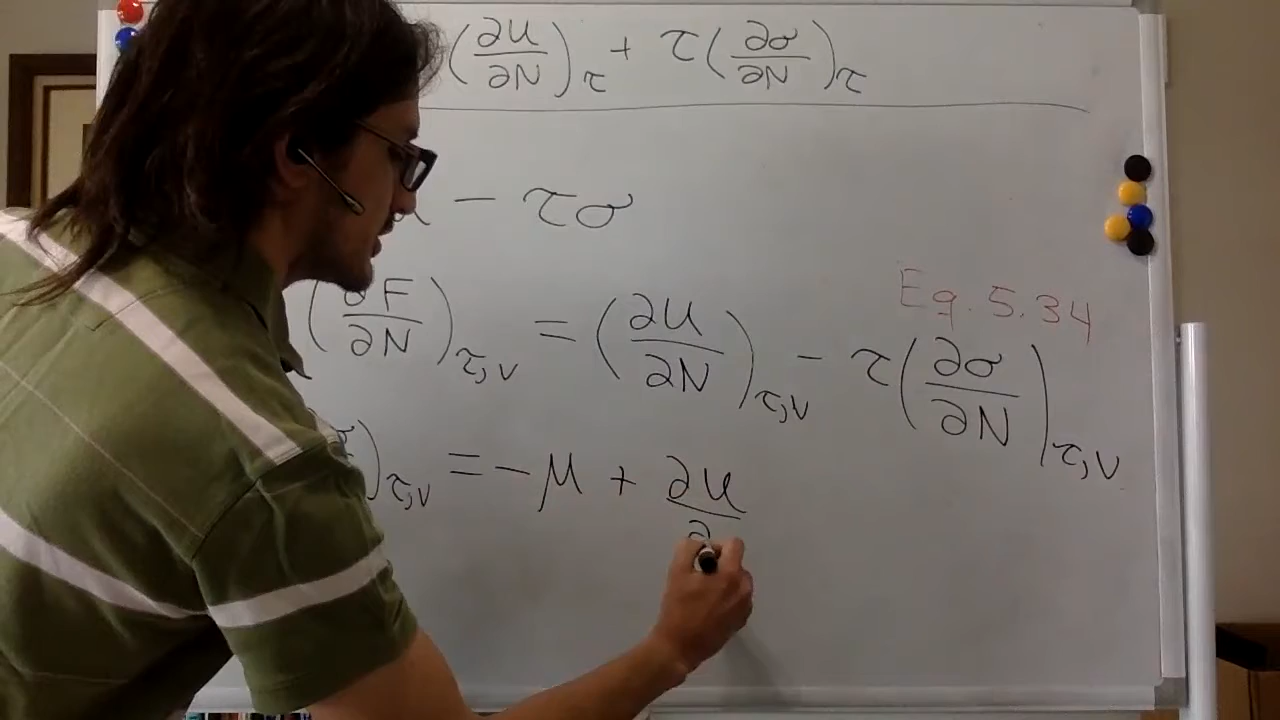 (∂U/∂N)τ + τ(∂σ/∂N)τ
− τσ
Eq. 5.34
(∂F/∂N)τ,V = (∂U/∂N)τ,V − τ(∂σ/∂N)τ,V
)τ,V = − μ + ∂U/∂